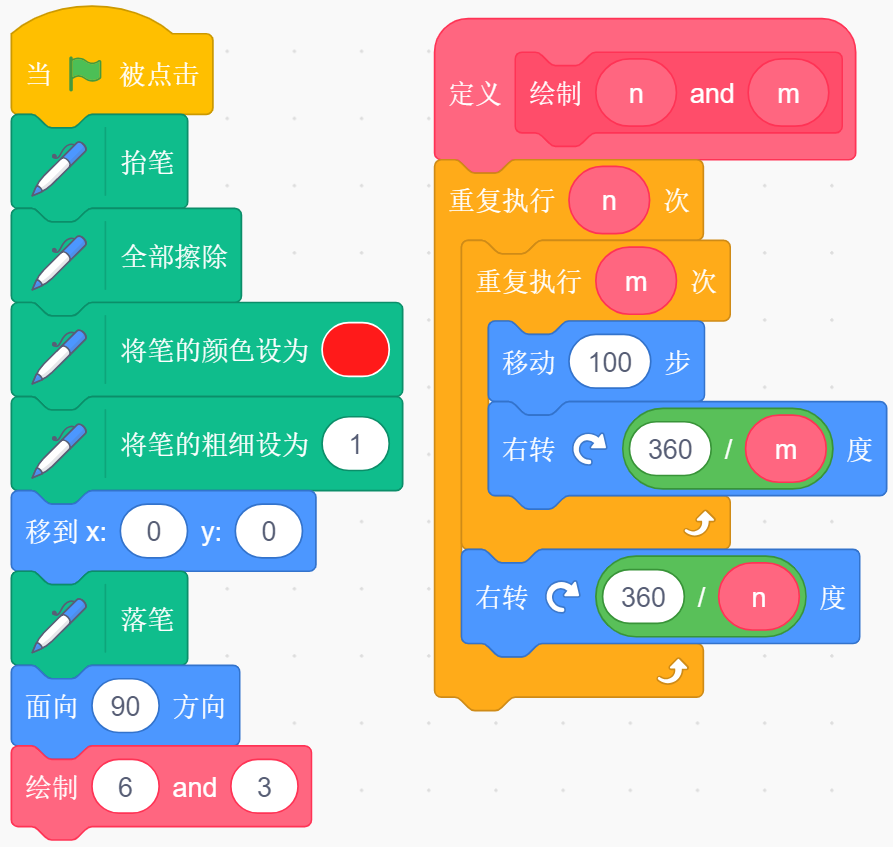 当 被点击
抬笔
全部擦除
将笔的颜色设为
将笔的粗细设为 1
移到 x: 0 y: 0
落笔
面向 90 方向
绘制 6 and 3
定义 绘制 n and m
重复执行 n 次
重复执行 m 次
移动 100 步
右转 360 / m 度
右转 360 / n 度